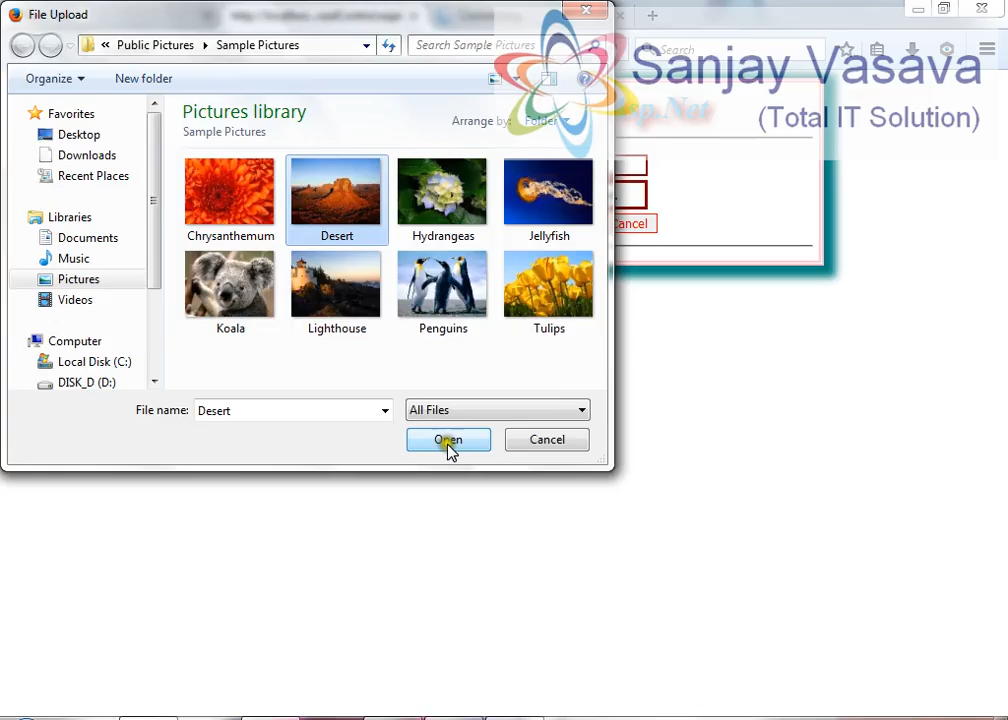 File Upload
« Public Pictures ▸ Sample Pictures
Search Sample Pictures
Search
Organize
New folder
Sanjay Vasava
(Total IT Solution)
Favorites
Desktop
Downloads
Recent Places
Libraries
Documents
Music
Pictures
Videos
Computer
Local Disk (C:)
DISK_D (D:)
Pictures library
Sample Pictures
Arrange by: Folder
Chrysanthemum
Desert
Hydrangeas
Jellyfish
Koala
Lighthouse
Penguins
Tulips
File name: Desert
All Files
Open
Cancel
Cancel